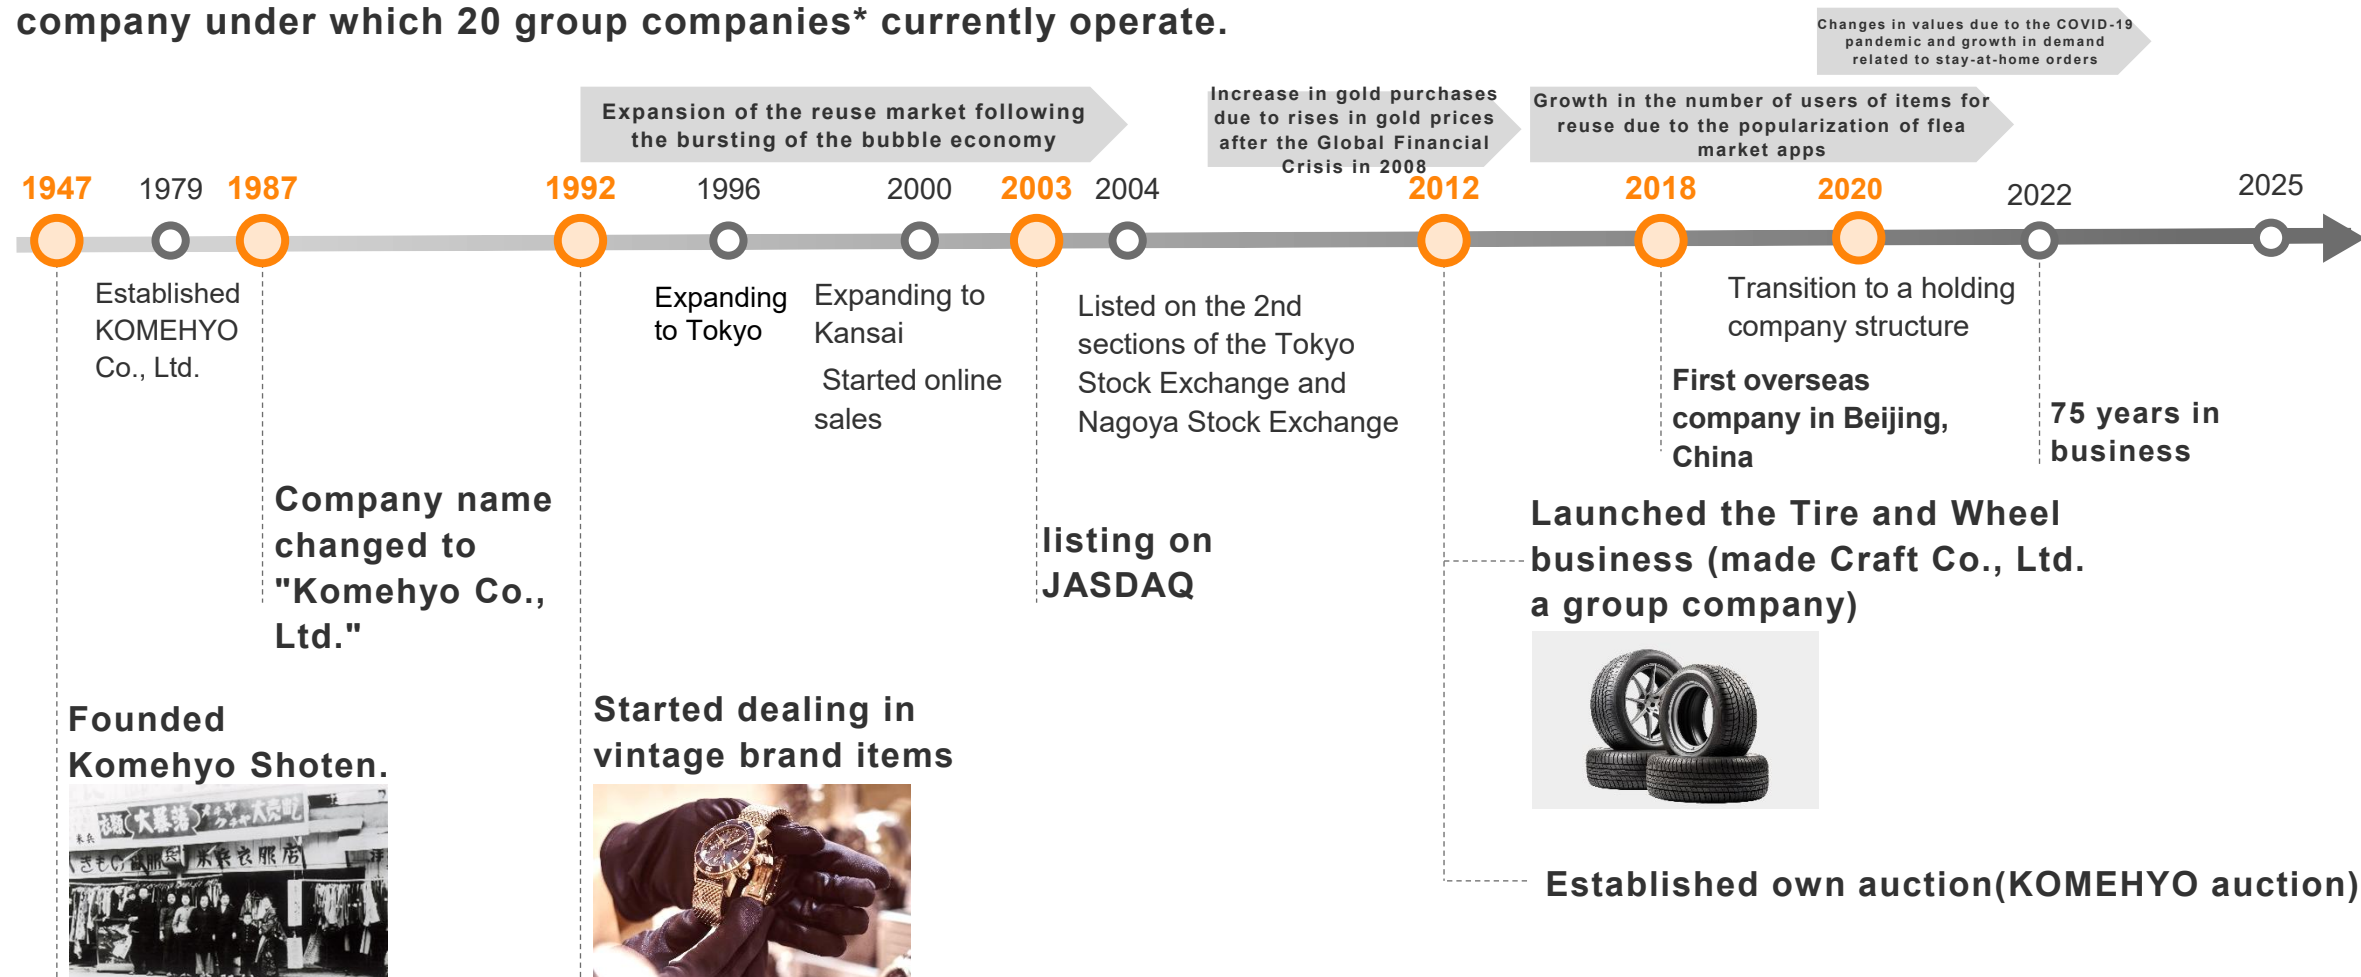 company under which 20 group companies* currently operate.
Changes in values due to the COVID-19
pandemic and growth in demand
related to stay-at-home orders
Expansion of the reuse market following
the bursting of the bubble economy
Increase in gold purchases
due to rises in gold prices
after the Global Financial
Crisis in 2008
Growth in the number of users of items for
reuse due to the popularization of flea
market apps
1947
1979
1987
1992
1996
2000
2003
2004
2012
2018
2020
2022
2025
Established
KOMEHYO
Co., Ltd.
Expanding
to Tokyo
Expanding to
Kansai
Started online
sales
Listed on the 2nd
sections of the Tokyo
Stock Exchange and
Nagoya Stock Exchange
Transition to a holding
company structure
First overseas
company in Beijing,
China
75 years in
business
Company name
changed to
"Komehyo Co.,
Ltd."
listing on
JASDAQ
Launched the Tire and Wheel
business (made Craft Co., Ltd.
a group company)
Founded
Komehyo Shoten.
Started dealing in
vintage brand items
Established own auction(KOMEHYO auction)
米兵衣服店